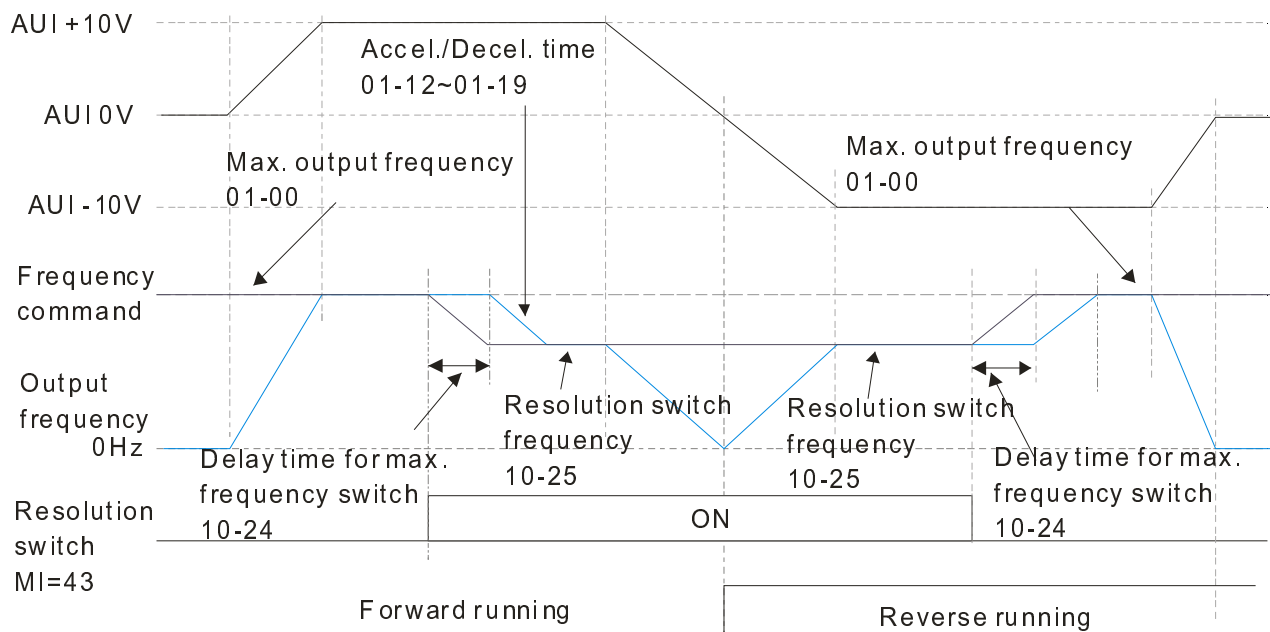 AUI +10V
Accel./Decel. time
01-12~01-19
AUI 0V
Max. output frequency
01-00
Max. output frequency
01-00
AUI -10V
Frequency
command
Output
frequency
0Hz
Resolution switch
frequency
10-25
Resolution switch
frequency
10-25
Delay time for max.
frequency switch
10-24
Delay time for max.
frequency switch
10-24
Resolution
switch
MI=43
ON
Forward running
Reverse running